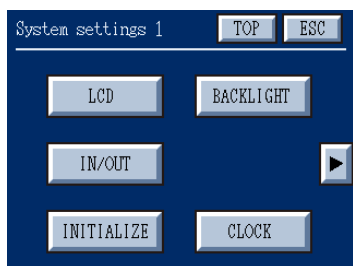 System settings 1 TOP ESC
LCD BACKLIGHT
IN/OUT
INITIALIZE CLOCK